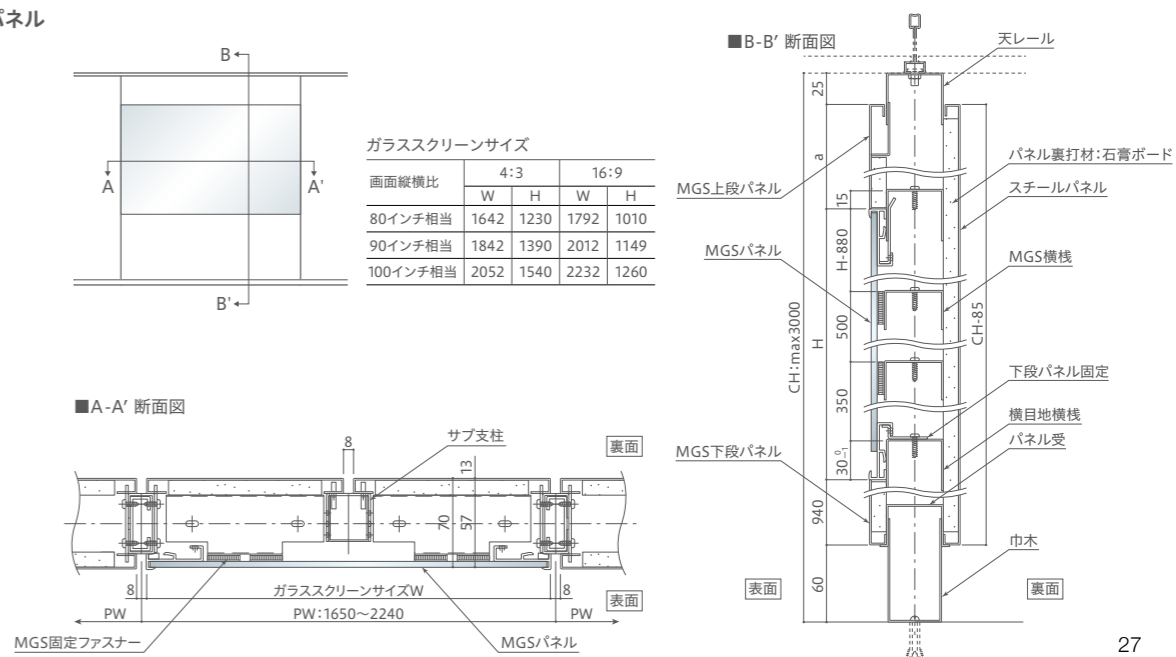 パネル
B
A
A'
B'
ガラススクリーンサイズ
画面縦横比 4:3 16:9
W H W H
80インチ相当 1642 1230 1792 1010
90インチ相当 1842 1390 2012 1149
100インチ相当 2052 1540 2232 1260
■A-A’ 断面図
8
サブ支柱
裏面
13
70
57
8
ガラススクリーンサイズW
8
表面
PW
PW:1650〜2240
PW
MGS固定ファスナー
MGSパネル
■B-B’ 断面図
天レール
25
a
パネル裏打材:石膏ボード
スチールパネル
MGS上段パネル
15
MGSパネル
H-880
MGS横桟
CH:max3000
H
500
CH-85
350
下段パネル固定
横目地横桟
パネル受
MGS下段パネル
30 0 -1
940
巾木
表面
60
裏面
27